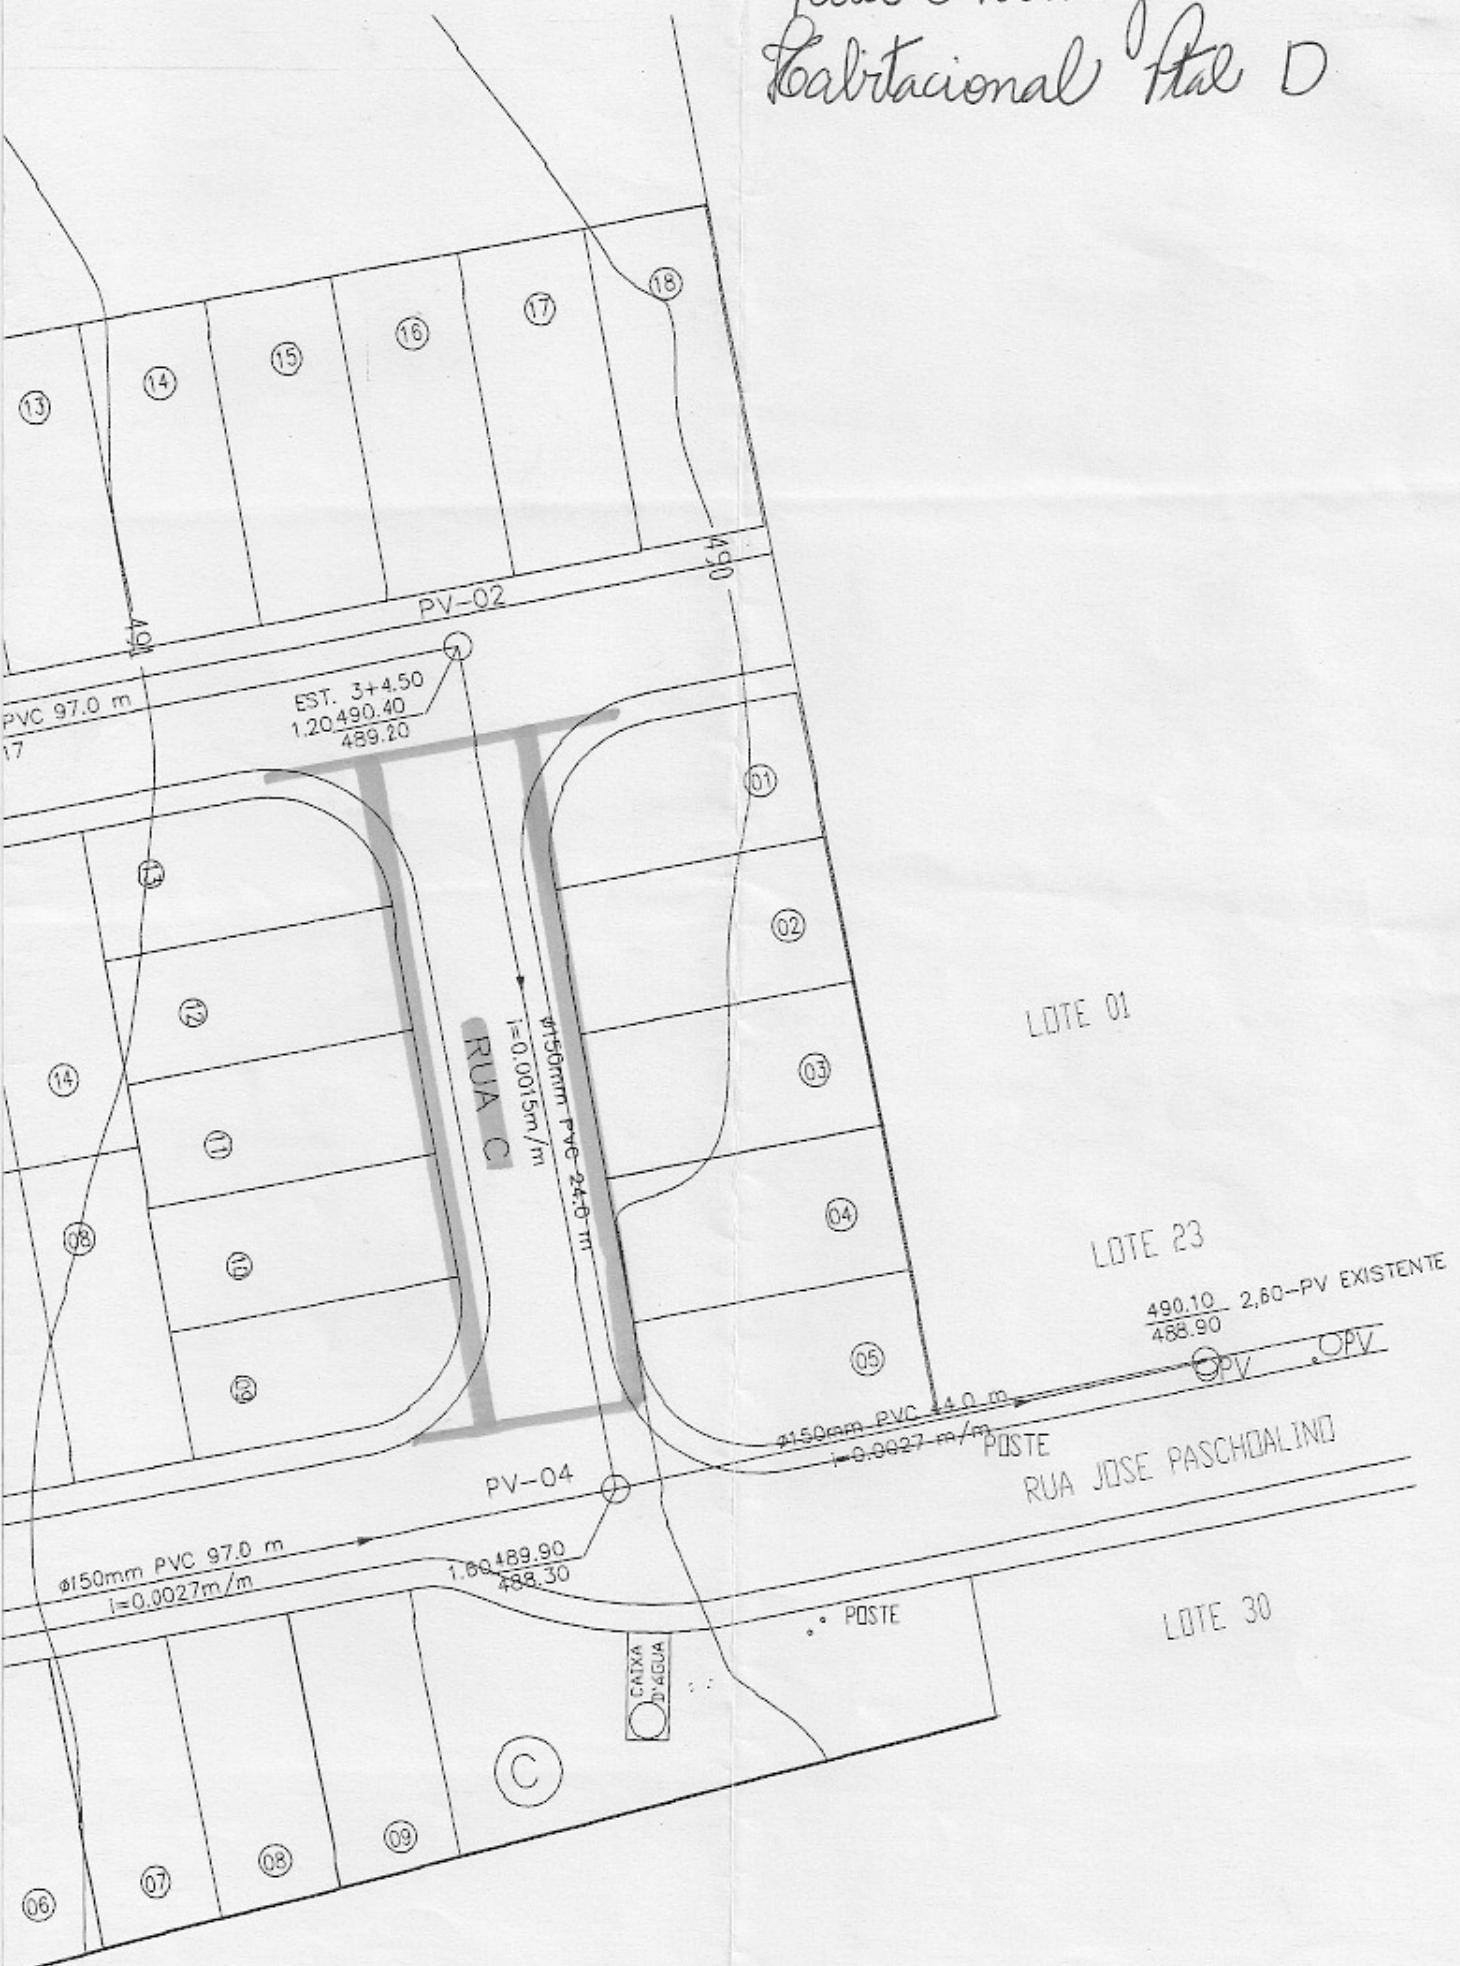 Habitacional Ptal D
18
17
16
15
14
13
490
PV-02
491
EST. 3+4.50
1.20 490.40
489.20
PVC 97.0 m
17
01
13
02
12
LOTE 01
RUA C
ø150mm PVC 24.0 m
i=0.0015m/m
03
14
11
04
LOTE 23
08
10
490.10 2,80-PV EXISTENTE
488.90
PV
PV
05
09
ø150mm PVC 44.0 m
i=0.0027 m/m
POSTE
RUA JOSE PASCHOALINO
PV-04
1.60 489.90
488.30
ø150mm PVC 97.0 m
i=0.0027m/m
POSTE
LOTE 30
CAIXA
D'AGUA
C
09
08
07
06